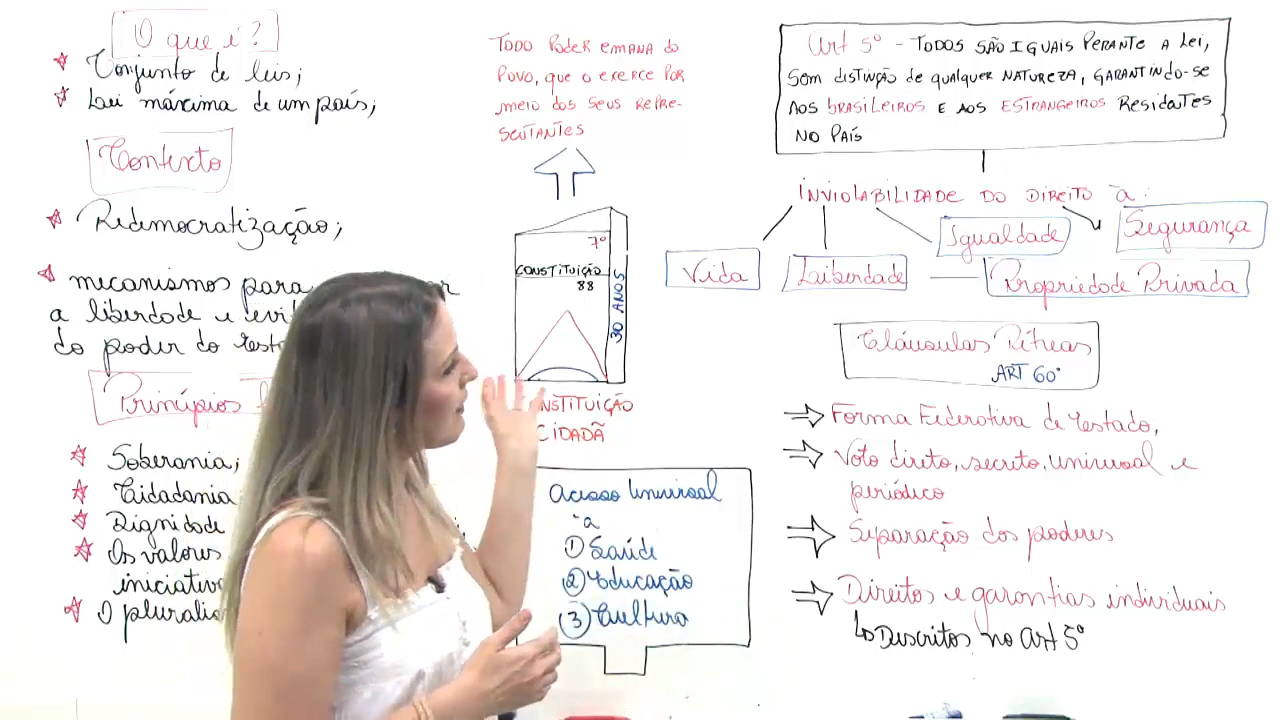 O que é?
Conjunto de leis;
Lei máxima de um país;
Contexto
Redemocratização;
mecanismos para
a liberdade e
do poder do
Princípios
Soberania;
Cidadania
Dignidade
Os valores
iniciativa
O
TODO PODER EMANA do
POVO, QUE O EXERCE POR
MEIO dos SEUS REPRE-
SENTANTES
7º
CONSTITUIÇÃO
88
30 ANOS
CONSTITUIÇÃO
CIDADÃ
Acesso Universal
à
① Saúde
② Educação
③ Cultura
Art 5º - TODOS SÃO IGUAIS PERANTE A LEI,
SEM DISTINÇÃO de QUALQUER NATUREZA, GARANTINDO-SE
AOS BRASILEIROS E AOS ESTRANGEIROS Residentes
NO PAÍS
INVIOLABILIDADE DO DIREITO à:
Igualdade
Segurança
Vida
Liberdade
Propriedade Privada
Cláusulas Pétreas
ART 60º
Forma Federativa de Estado,
Voto direto, secreto, universal e
periódico
Separação dos poderes
Direitos e garantias individuais
Descritos no art 5º